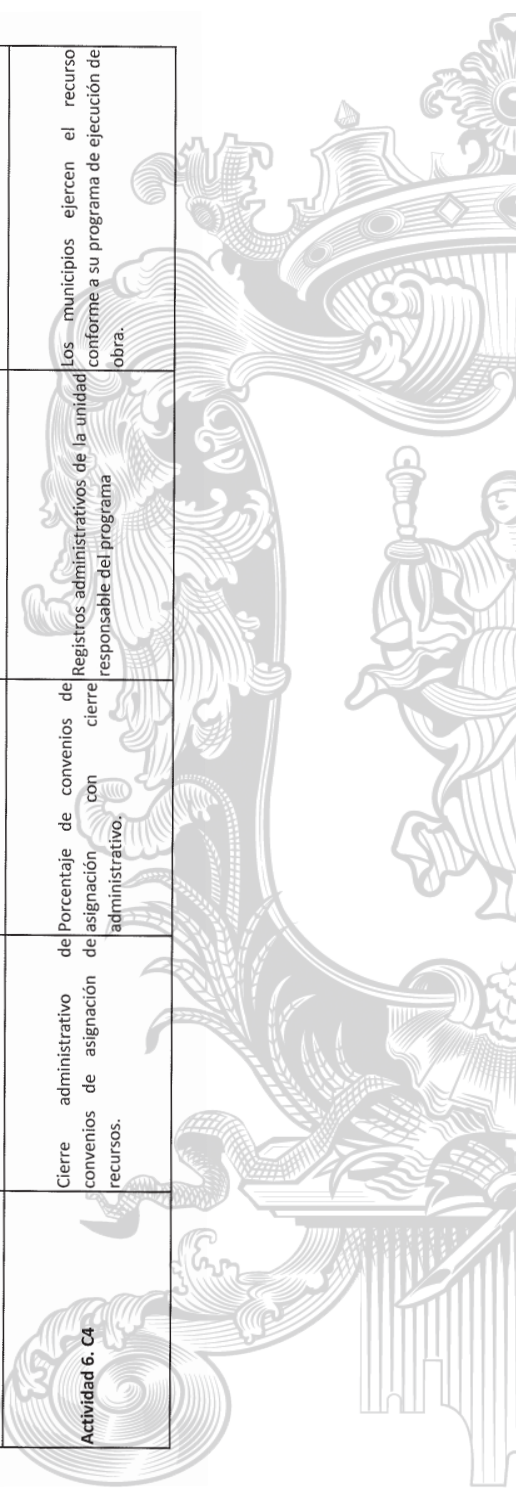 Actividad 6. C4
Cierre administrativo de
convenios de asignación de
recursos.
Porcentaje de convenios de
asignación con cierre
administrativo.
Registros administrativos de la unidad
responsable del programa
Los municipios ejercen el recurso
conforme a su programa de ejecución de
obra.